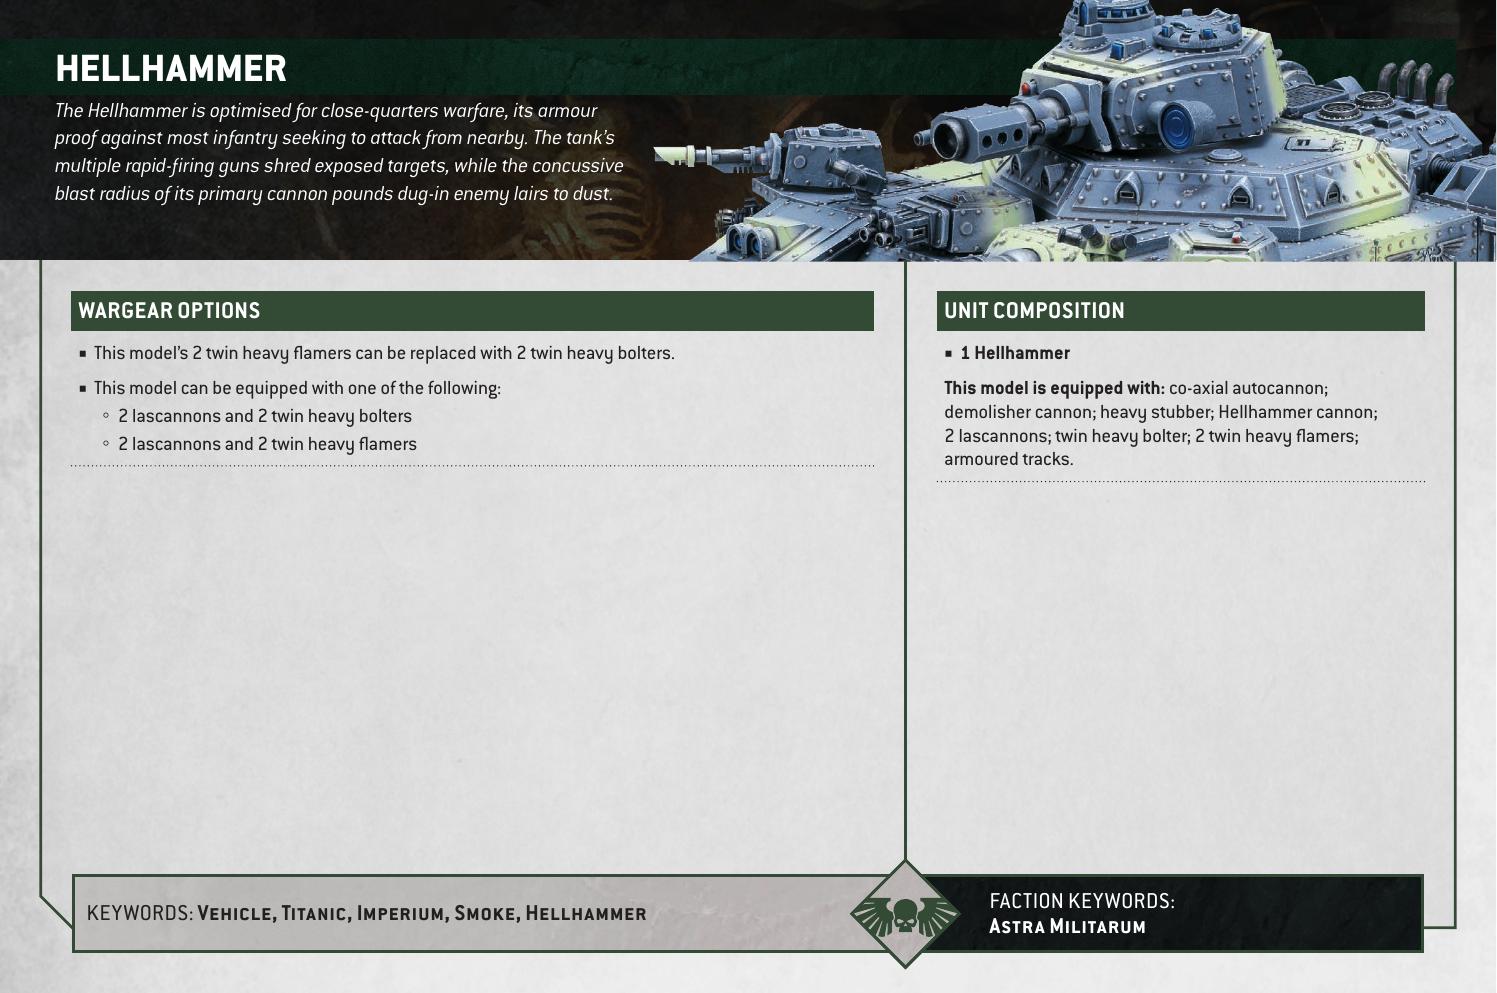 HELLHAMMER
The Hellhammer is optimised for close-quarters warfare, its armour
proof against most infantry seeking to attack from nearby. The tank’s
multiple rapid-firing guns shred exposed targets, while the concussive
blast radius of its primary cannon pounds dug-in enemy lairs to dust.
WARGEAR OPTIONS
■ This model’s 2 twin heavy flamers can be replaced with 2 twin heavy bolters.
■ This model can be equipped with one of the following:
◦ 2 lascannons and 2 twin heavy bolters
◦ 2 lascannons and 2 twin heavy flamers
UNIT COMPOSITION
■ 1 Hellhammer
This model is equipped with: co-axial autocannon;
demolisher cannon; heavy stubber; Hellhammer cannon;
2 lascannons; twin heavy bolter; 2 twin heavy flamers;
armoured tracks.
KEYWORDS: Vehicle, Titanic, Imperium, Smoke, Hellhammer
FACTION KEYWORDS:
Astra Militarum